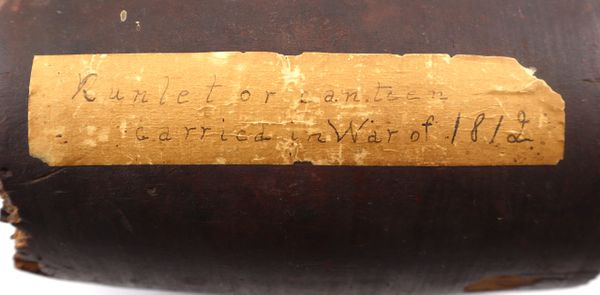 Runlet or canteen
carried in War of 1812